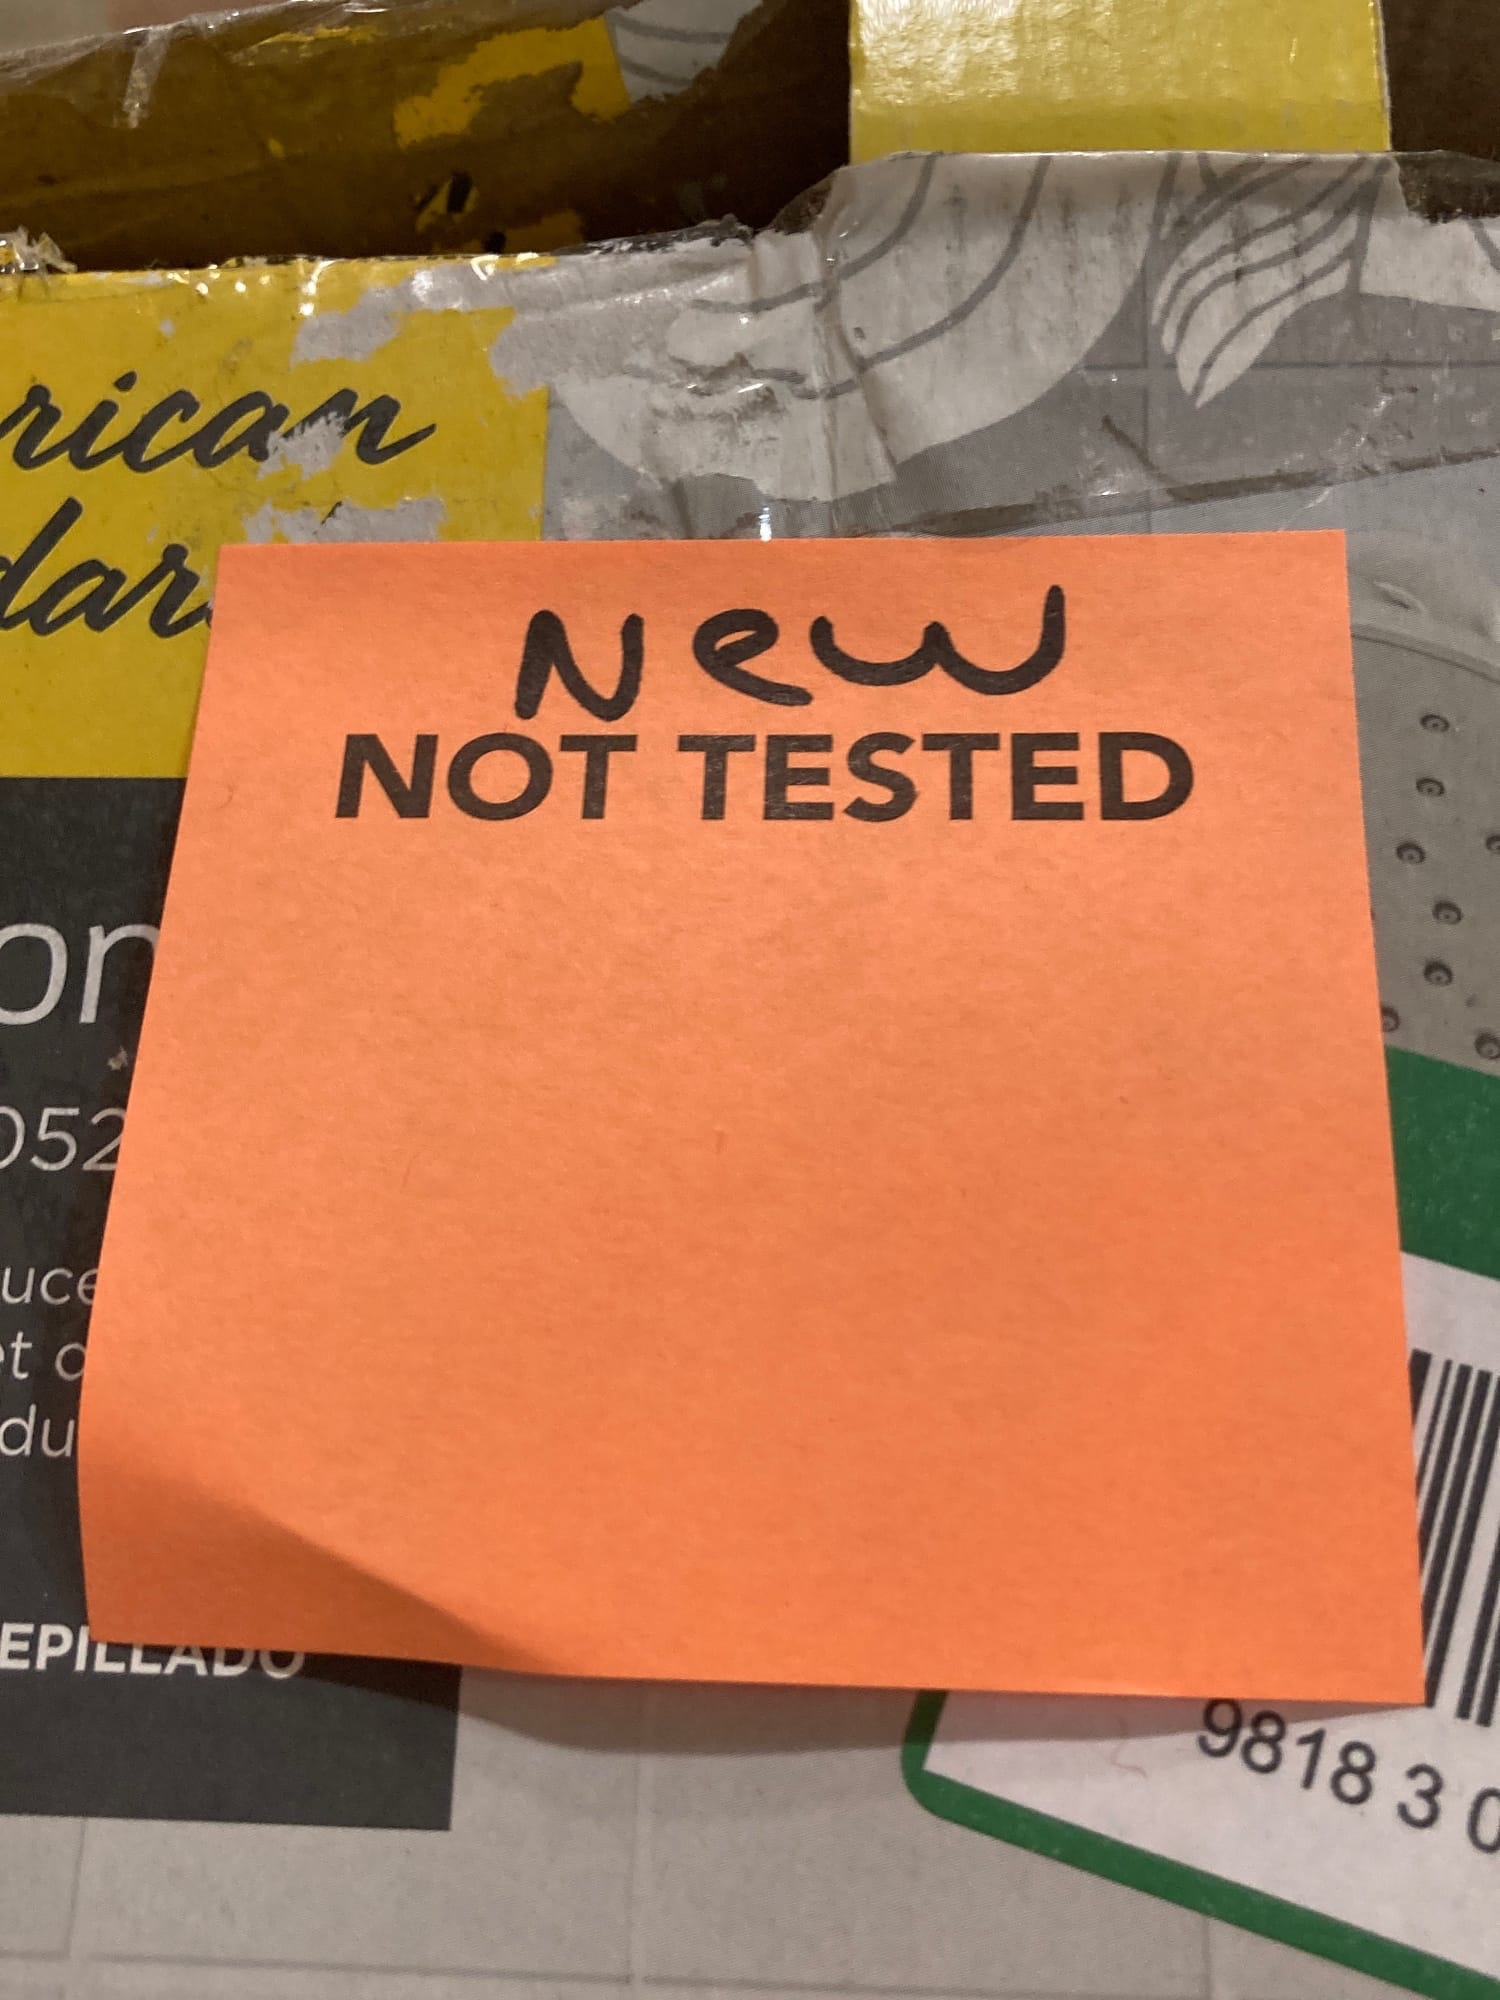 rican
dar
New
NOT TESTED
on
052
uce
et o
du
EPILLADO
9818 3 0